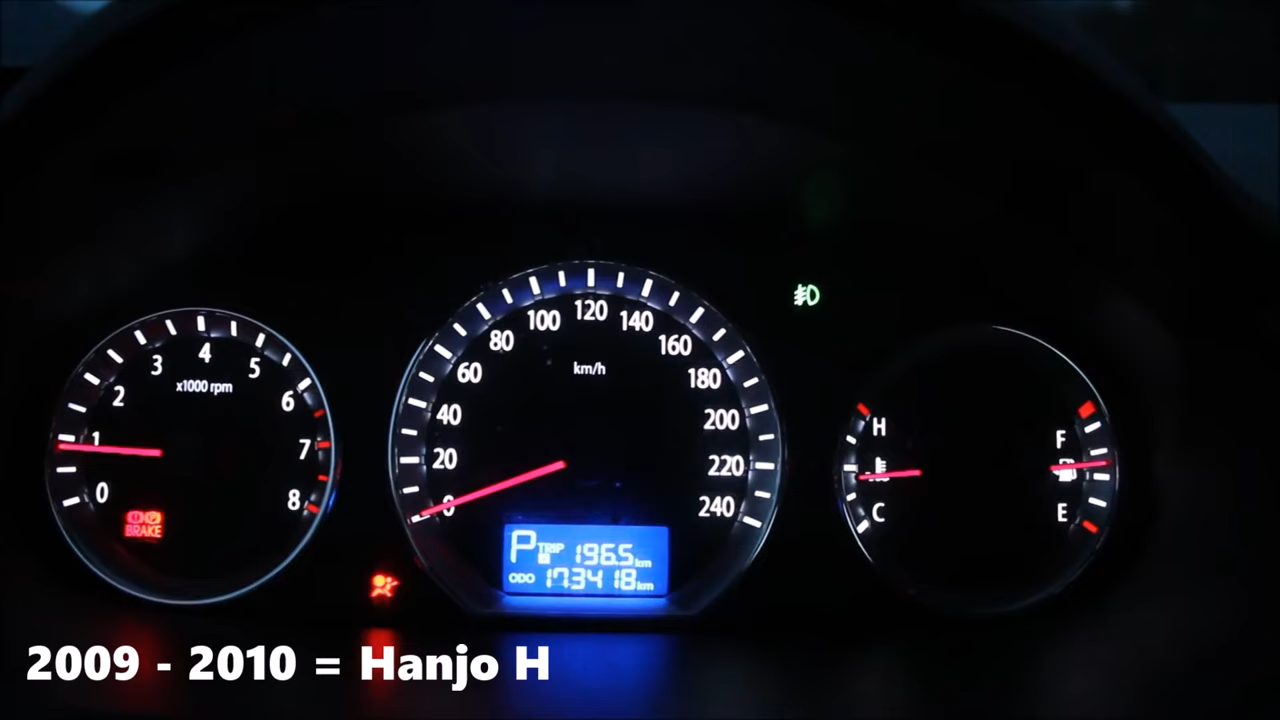 0
1
2
3
4
5
6
7
8
x1000 rpm
BRAKE
0
20
40
60
80
100
120
140
160
180
200
220
240
km/h
P TRIP 196.5 km
ODO 173418 km
H
C
F
E
2009 - 2010 = Hanjo H